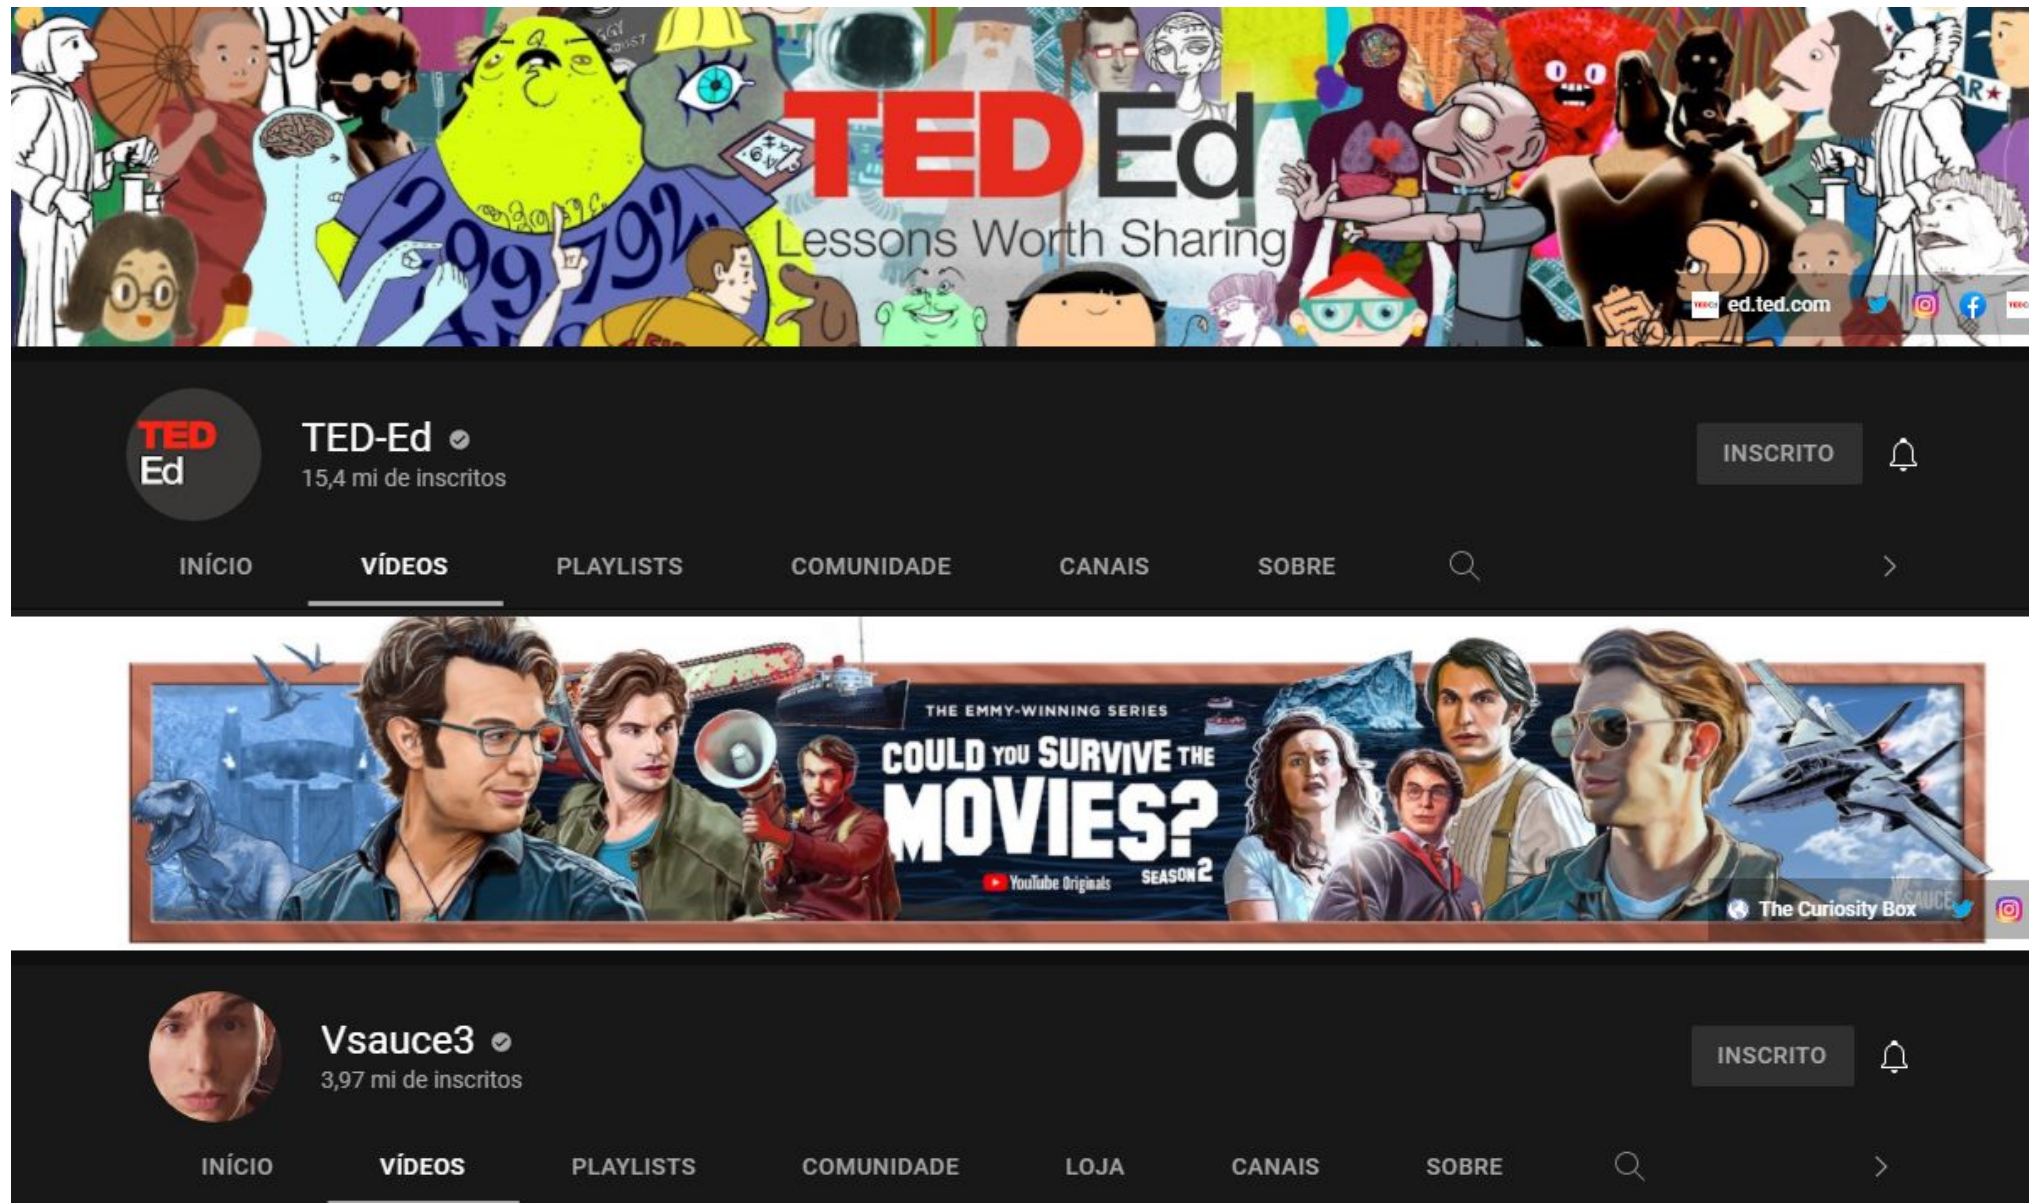 TED Ed
Lessons Worth Sharing
299,792,
ed.ted.com
TED
Ed
TED-Ed
15,4 mi de inscritos
INSCRITO
INÍCIO VÍDEOS PLAYLISTS COMUNIDADE CANAIS SOBRE
THE EMMY-WINNING SERIES
COULD YOU SURVIVE THE
MOVIES?
SEASON 2
YouTube Originals
The Curiosity Box
Vsauce3
3,97 mi de inscritos
INSCRITO
INÍCIO VÍDEOS PLAYLISTS COMUNIDADE LOJA CANAIS SOBRE